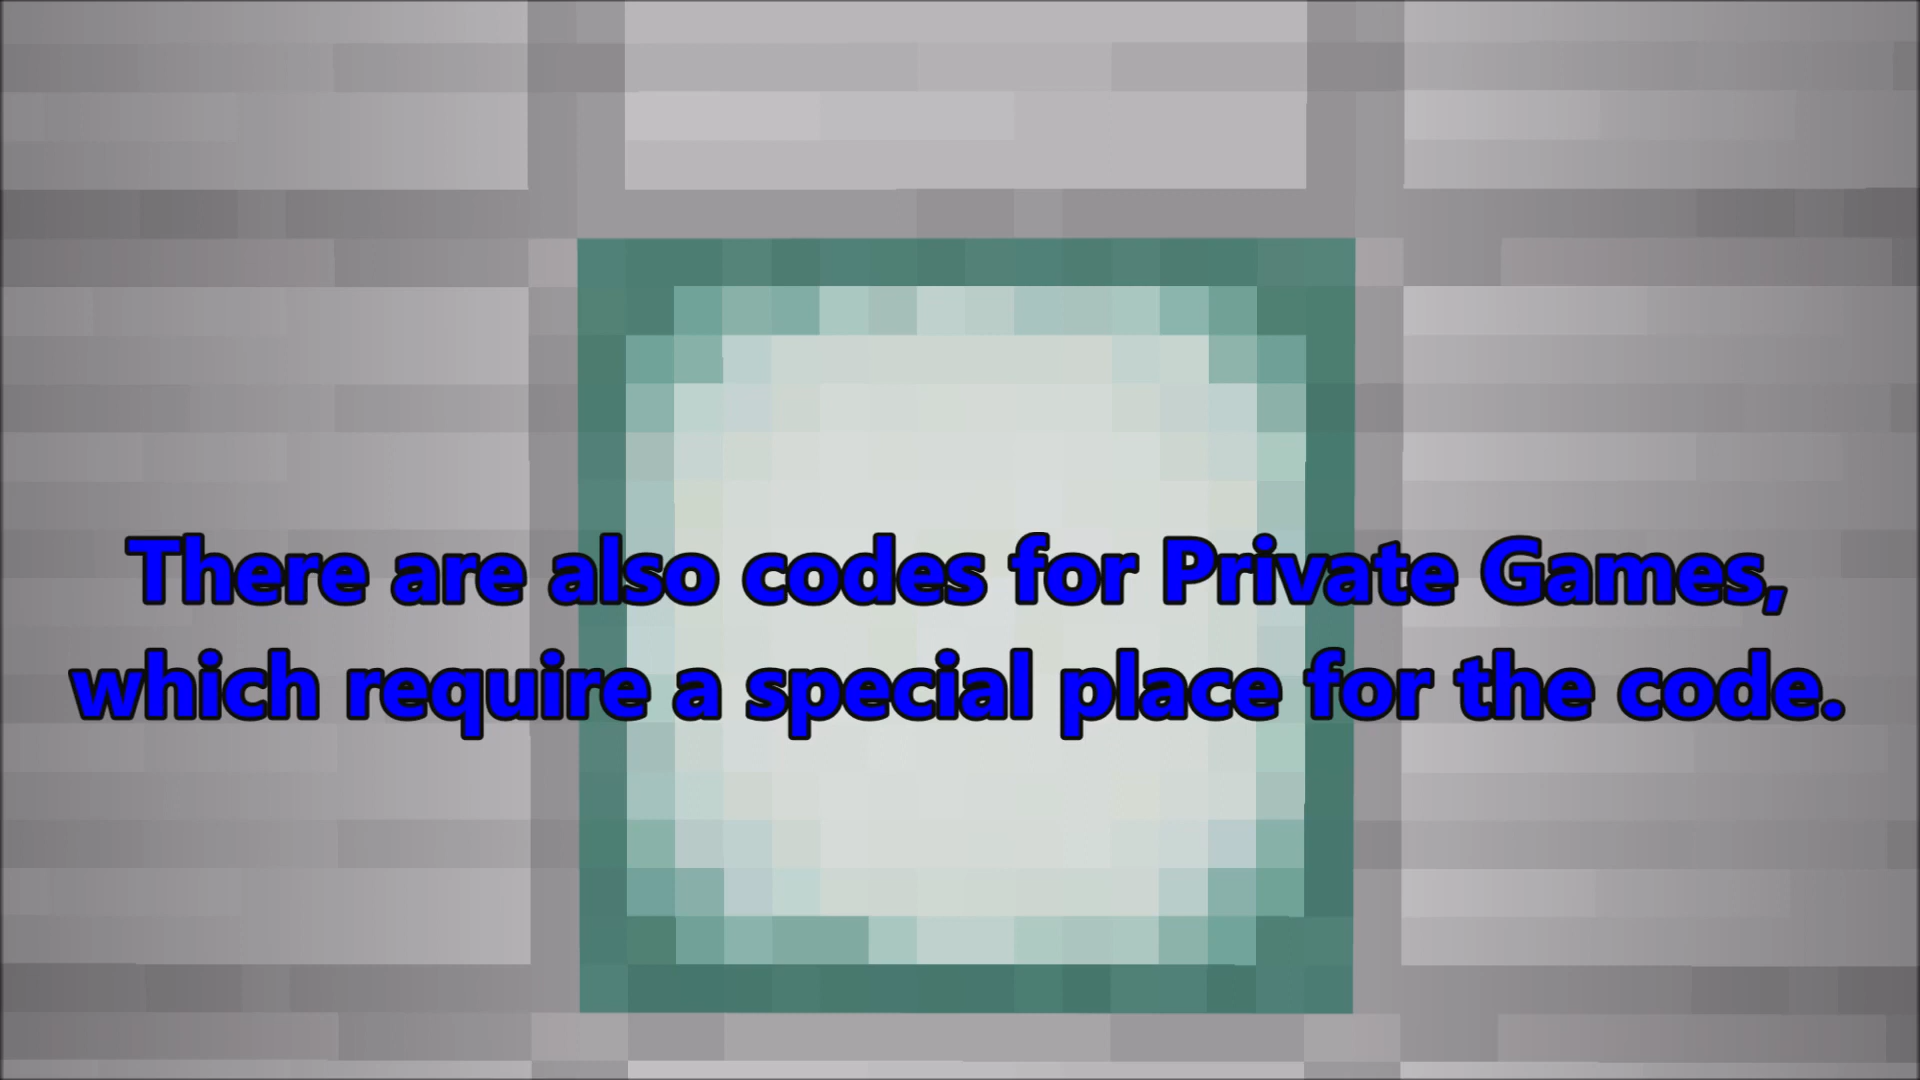 There are also codes for Private Games,
which require a special place for the code.